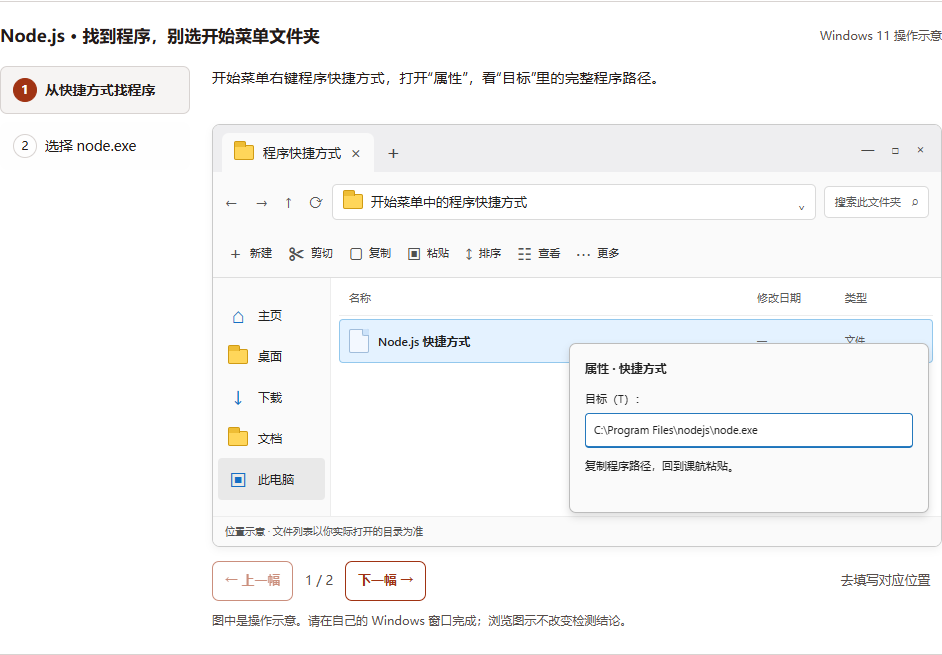 Node.js • 找到程序，别选开始菜单文件夹
Windows 11 操作示意
1 从快捷方式找程序
2 选择 node.exe
开始菜单右键程序快捷方式，打开“属性”，看“目标”里的完整程序路径。
程序快捷方式 × +
← → ↑ 开始菜单中的程序快捷方式 搜索此文件夹
+ 新建 剪切 复制 粘贴 排序 查看 … 更多
主页
桌面
下载
文档
此电脑
名称 修改日期 类型
Node.js 快捷方式 — 文件
属性 · 快捷方式
目标（T）：
C:\Program Files\nodejs\node.exe
复制程序路径，回到课航粘贴。
位置示意 · 文件列表以你实际打开的目录为准
← 上一幅 1 / 2 下一幅 →
去填写对应位置
图中是操作示意。请在自己的 Windows 窗口完成；浏览图示不改变检测结论。